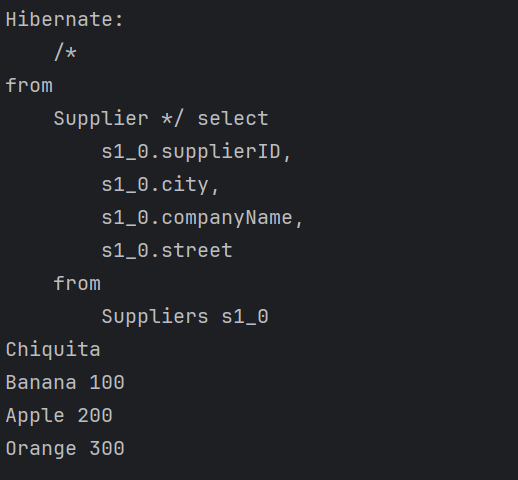 Hibernate:
    /*
from
    Supplier */ select
        s1_0.supplierID,
        s1_0.city,
        s1_0.companyName,
        s1_0.street
    from
        Suppliers s1_0
Chiquita
Banana 100
Apple 200
Orange 300